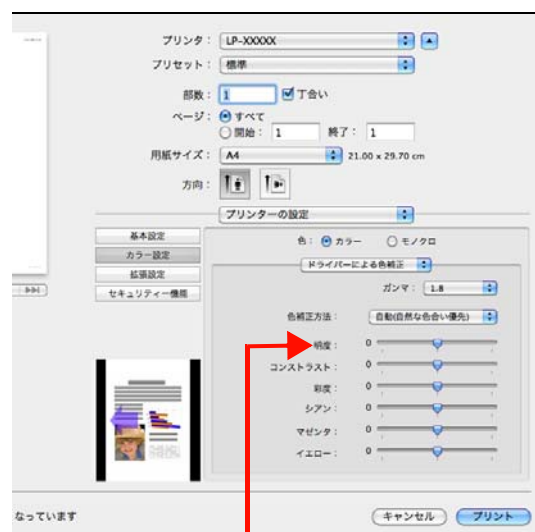 プリンタ： LP-XXXXX
プリセット： 標準
部数： 1 丁合い
ページ： すべて
開始： 1 終了： 1
用紙サイズ： A4 21.00 x 29.70 cm
方向：
プリンターの設定
基本設定
カラー設定
拡張設定
セキュリティー機能
色： カラー モノクロ
ドライバーによる色補正
ガンマ： 1.8
色補正方法： 自動(自然な色合い優先)
明度： 0
コントラスト： 0
彩度： 0
シアン： 0
マゼンタ： 0
イエロー： 0
なっています
キャンセル プリント